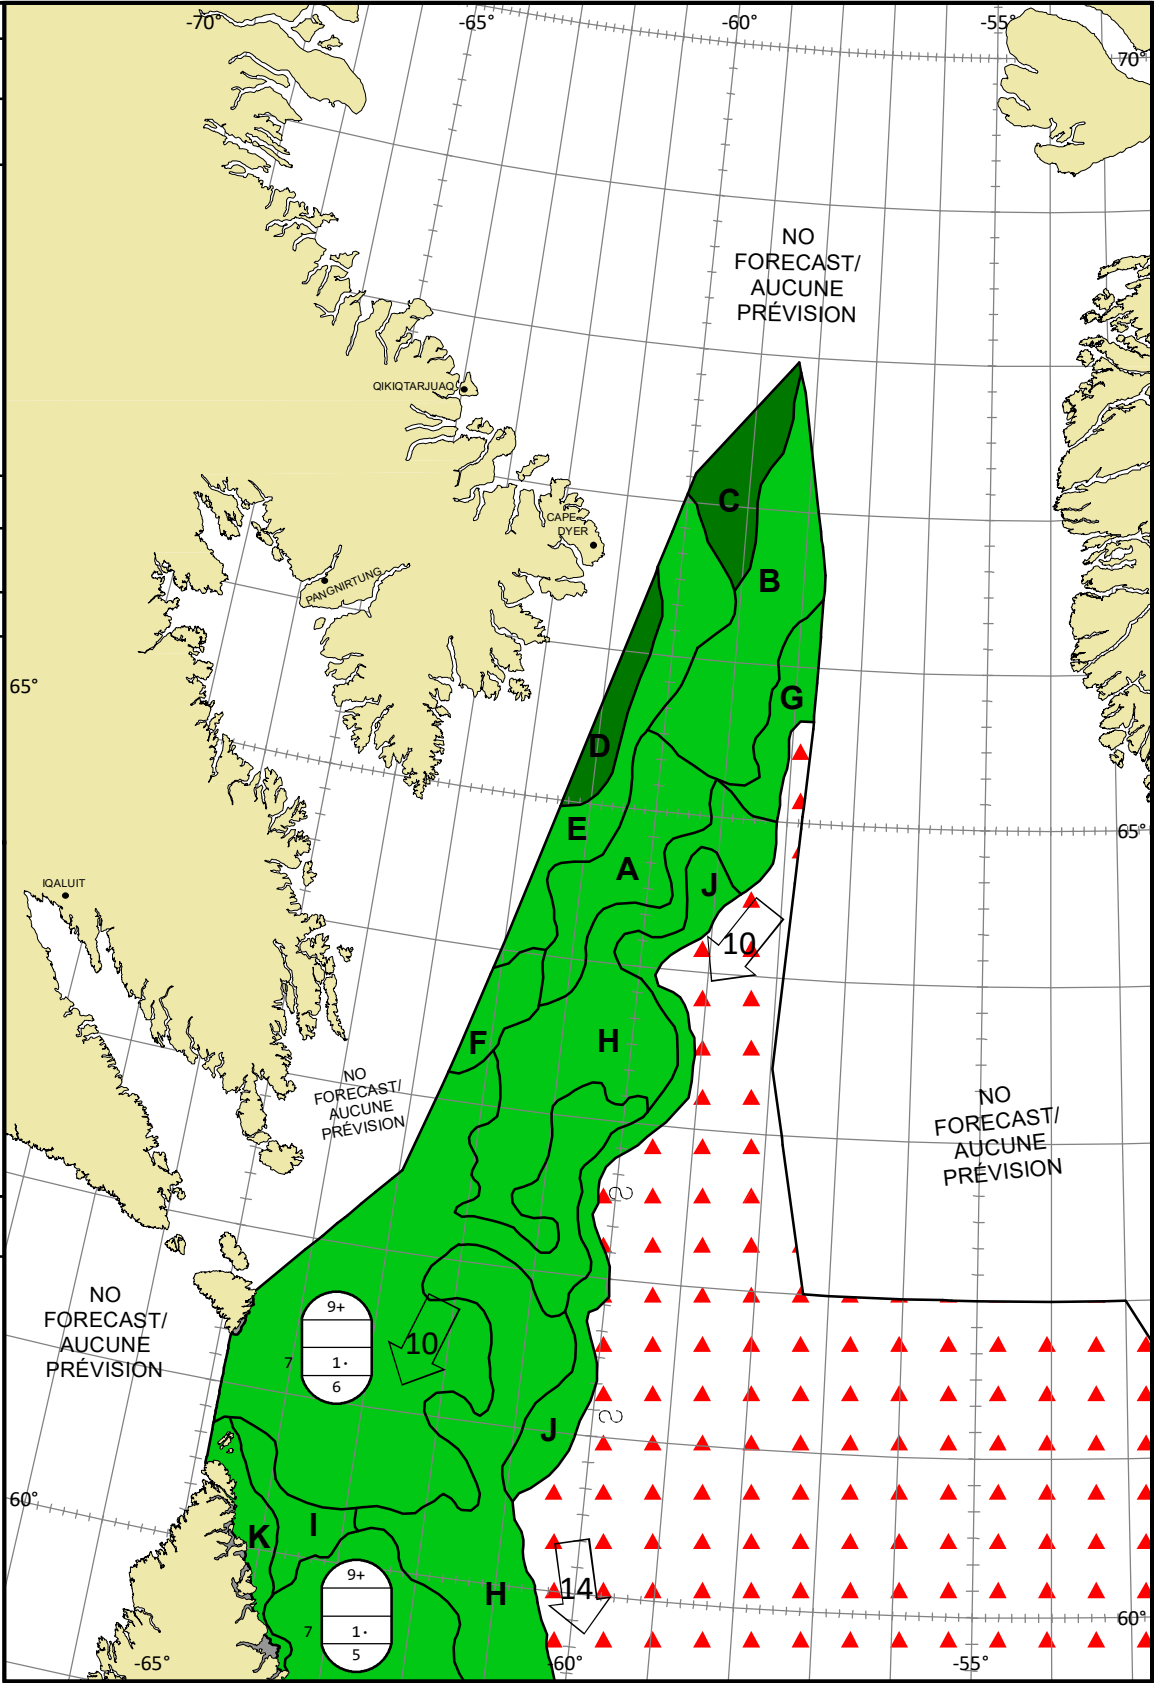 -70°
-65°
-60°
-55°
70°
NO
FORECAST/
AUCUNE
PRÉVISION
QIKIQTARJUAQ
C
CAPE
DYER
PANGNIRTUNG
B
65°
G
D
E
65°
A
J
IQALUIT
10
F
H
NO
FORECAST/
AUCUNE
PRÉVISION
NO
FORECAST/
AUCUNE
PRÉVISION
NO
FORECAST/
AUCUNE
PRÉVISION
9+
7
1·
6
10
J
60°
K
I
H
9+
7
1·
5
14
60°
-65°
-60°
-55°